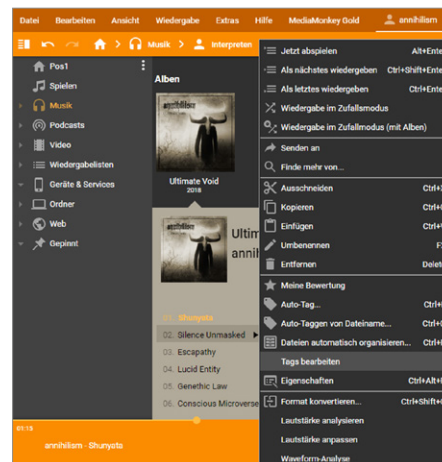 Datei Bearbeiten Ansicht Wiedergabe Extras Hilfe MediaMonkey Gold annihilism
Musik Interpreten
Pos1
Spielen
Musik
Podcasts
Video
Wiedergabelisten
Geräte & Services
Ordner
Web
Gepinnt
Alben
annihilism
Ultimate Void
2018
annihilism
Ultim
annil
01. Shunyata
02. Silence Unmasked
03. Escapathy
04. Lucid Entity
05. Genethic Law
06. Conscious Microverse
Jetzt abspielen Alt+Ente
Als nächstes wiedergeben Ctrl+Shift+Ente
Als letztes wiedergeben Ctrl+Ente
Wiedergabe im Zufallsmodus
Wiedergabe im Zufallmodus (mit Alben)
Senden an
Finde mehr von...
Ausschneiden Ctrl+
Kopieren Ctrl+
Einfügen Ctrl+
Umbenennen F
Entfernen Delet
Meine Bewertung
Auto-Tag... Ctrl+
Auto-Taggen von Dateiname... Ctrl+
Dateien automatisch organisieren... Ctrl+
Tags bearbeiten
Eigenschaften Ctrl+Alt+
Format konvertieren... Ctrl+Shift+
Lautstärke analysieren
Lautstärke anpassen
Waveform-Analyse
01:13
annihilism - Shunyata